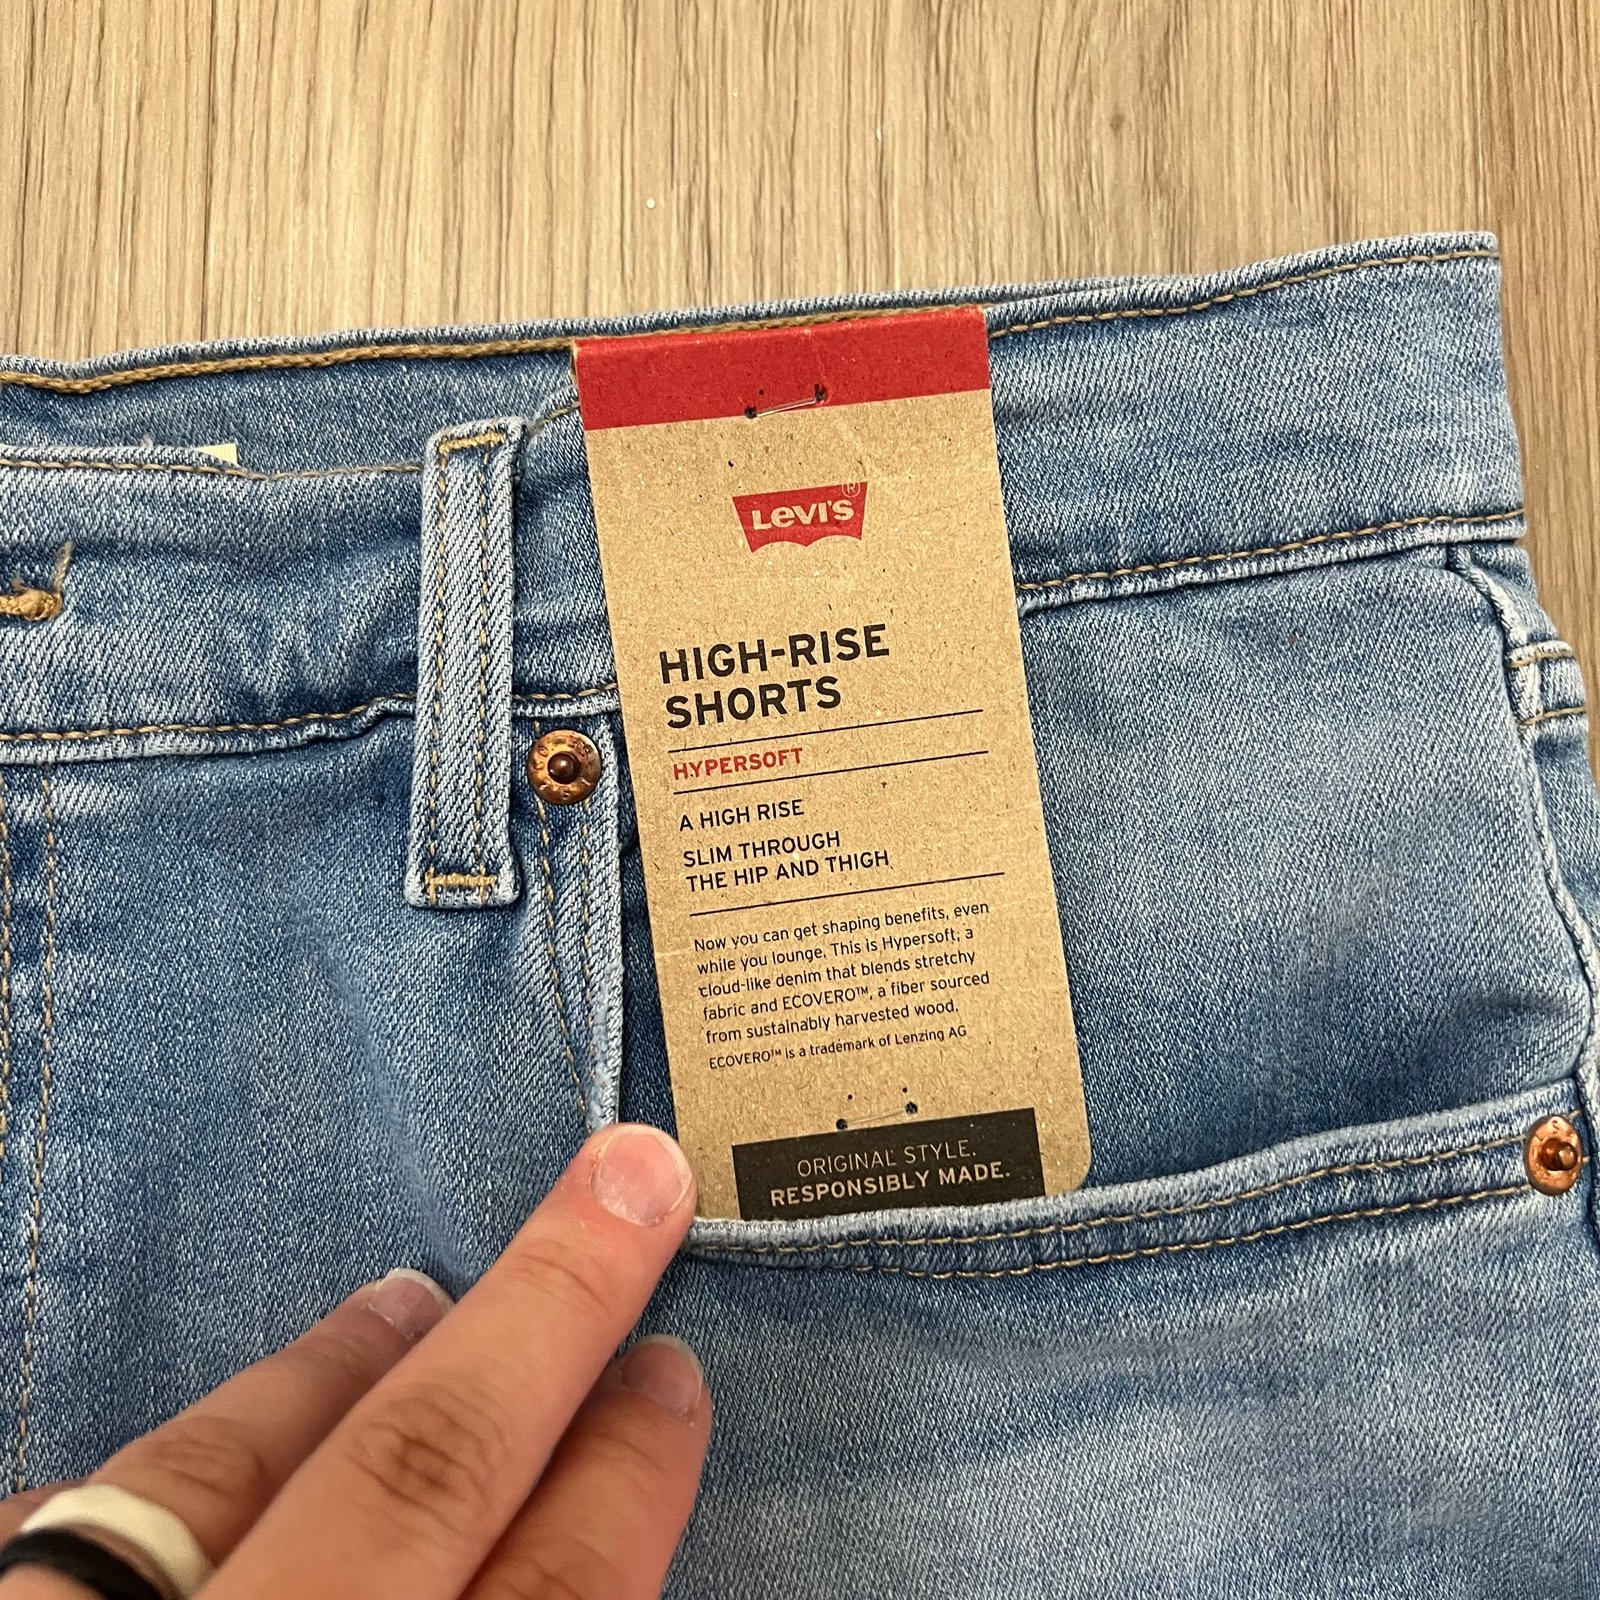 LEVI'S®
HIGH-RISE
SHORTS
HYPERSOFT
A HIGH RISE
SLIM THROUGH
THE HIP AND THIGH
Now you can get shaping benefits, even
while you lounge. This is Hypersoft, a
cloud-like denim that blends stretchy
fabric and ECOVERO™, a fiber sourced
from sustainably harvested wood.
ECOVERO™ is a trademark of Lenzing AG
ORIGINAL STYLE.
RESPONSIBLY MADE.